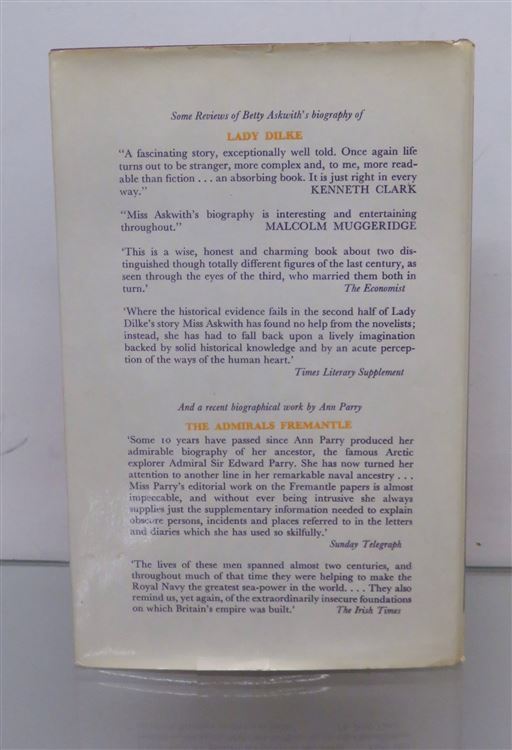 Some Reviews of Betty Askwith's biography of
LADY DILKE
"A fascinating story, exceptionally well told. Once again life
turns out to be stranger, more complex and, to me, more read-
able than fiction . . . an absorbing book. It is just right in every
way." KENNETH CLARK
"Miss Askwith's biography is interesting and entertaining
throughout." MALCOLM MUGGERIDGE
'This is a wise, honest and charming book about two dis-
tinguished though totally different figures of the last century, as
seen through the eyes of the third, who married them both in
turn.' The Economist
'Where the historical evidence fails in the second half of Lady
Dilke's story Miss Askwith has found no help from the novelists;
instead, she has had to fall back upon a lively imagination
backed by solid historical knowledge and by an acute percep-
tion of the ways of the human heart.'
Times Literary Supplement
And a recent biographical work by Ann Parry
THE ADMIRALS FREMANTLE
'Some 10 years have passed since Ann Parry produced her
admirable biography of her ancestor, the famous Arctic
explorer Admiral Sir Edward Parry. She has now turned her
attention to another line in her remarkable naval ancestry . . .
Miss Parry's editorial work on the Fremantle papers is almost
impeccable, and without ever being intrusive she always
supplies just the supplementary information needed to explain
obscure persons, incidents and places referred to in the letters
and diaries which she has used so skilfully.'
Sunday Telegraph
'The lives of these men spanned almost two centuries, and
throughout much of that time they were helping to make the
Royal Navy the greatest sea-power in the world. . . . They also
remind us, yet again, of the extraordinarily insecure foundations
on which Britain's empire was built.' The Irish Times